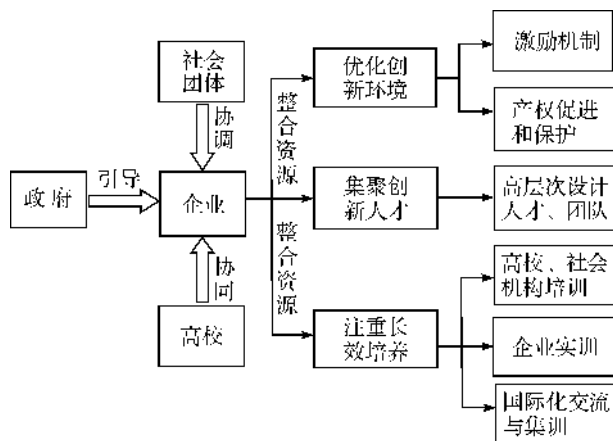 社会
团体
协
调
政府
引导
企业
协
同
高校
整合资源
整合资源
优化创
新环境
集聚创
新人才
注重长
效培养
激励机制
产权促进
和保护
高层次设计
人才、团队
高校、社会
机构培训
企业实训
国际化交流
与集训